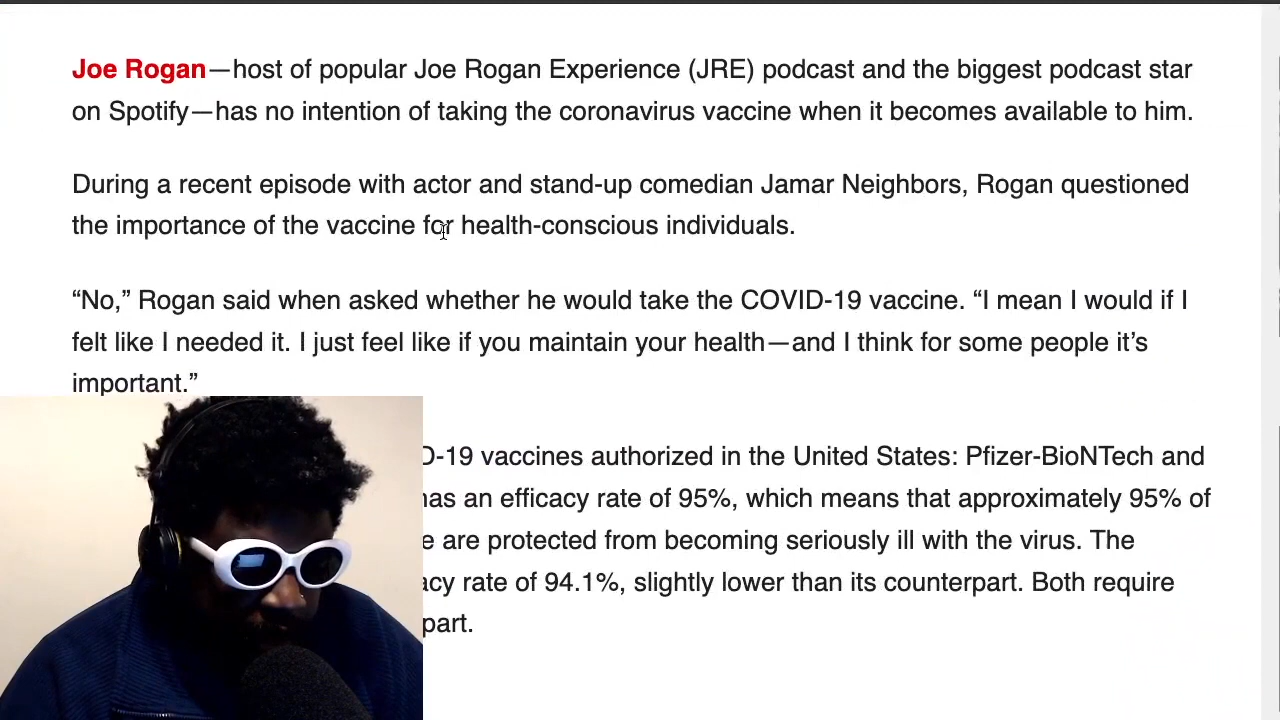 Joe Rogan—host of popular Joe Rogan Experience (JRE) podcast and the biggest podcast star
on Spotify—has no intention of taking the coronavirus vaccine when it becomes available to him.
During a recent episode with actor and stand-up comedian Jamar Neighbors, Rogan questioned
the importance of the vaccine for health-conscious individuals.
“No,” Rogan said when asked whether he would take the COVID-19 vaccine. “I mean I would if I
felt like I needed it. I just feel like if you maintain your health—and I think for some people it’s
important.”
D-19 vaccines authorized in the United States: Pfizer-BioNTech and
has an efficacy rate of 95%, which means that approximately 95% of
e are protected from becoming seriously ill with the virus. The
acy rate of 94.1%, slightly lower than its counterpart. Both require
part.